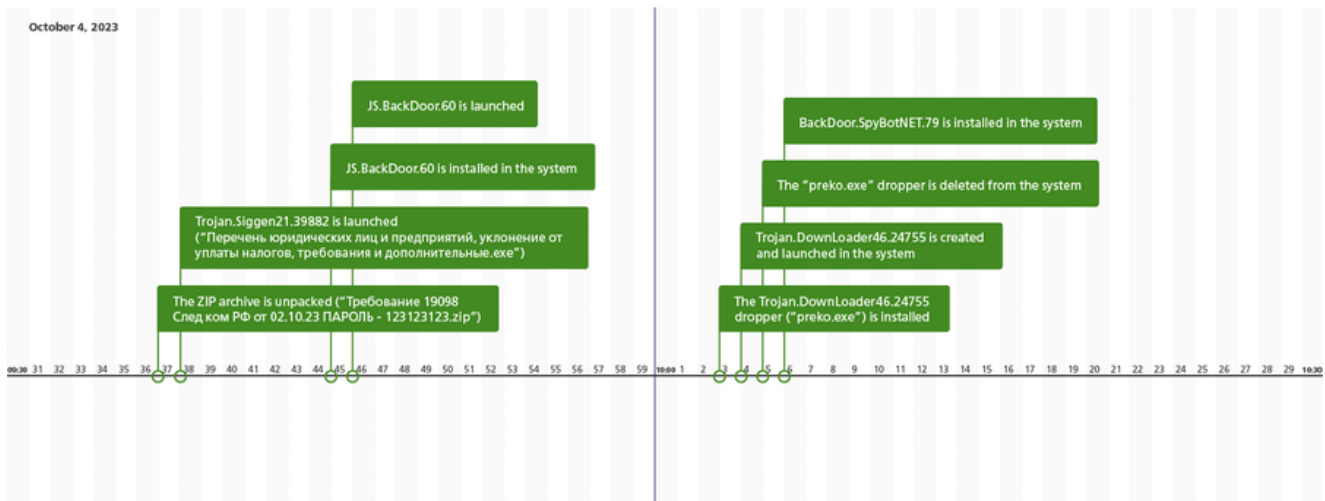 October 4, 2023
JS.BackDoor.60 is launched
JS.BackDoor.60 is installed in the system
Trojan.Siggen21.39882 is launched
(“Перечень юридических лиц и предприятий, уклонение от
уплаты налогов, требования и дополнительные.exe”)
The ZIP archive is unpacked (“Требование 19098
След ком РФ от 02.10.23 ПАРОЛЬ - 123123123.zip”)
BackDoor.SpyBotNET.79 is installed in the system
The “preko.exe” dropper is deleted from the system
Trojan.DownLoader46.24755 is created
and launched in the system
The Trojan.DownLoader46.24755
dropper (“preko.exe”) is installed
09:30 31 32 33 34 35 36 37 38 39 40 41 42 43 44 45 46 47 48 49 50 51 52 53 54 55 56 57 58 59 10:00 1 2 3 4 5 6 7 8 9 10 11 12 13 14 15 16 17 18 19 20 21 22 23 24 25 26 27 28 29 10:30